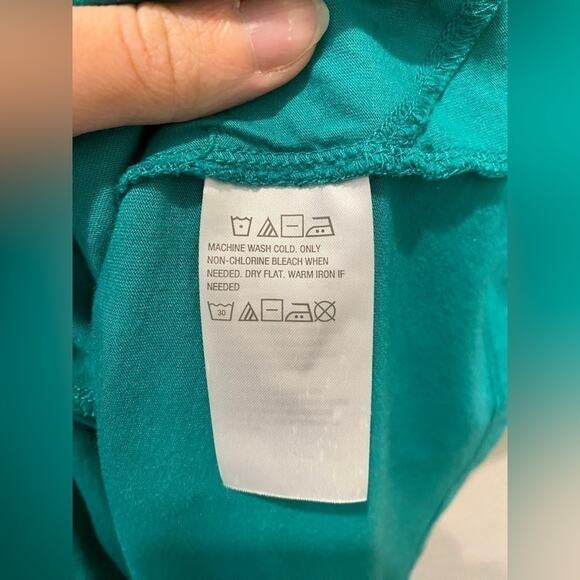 MACHINE WASH COLD. ONLY
NON-CHLORINE BLEACH WHEN
NEEDED. DRY FLAT. WARM IRON IF
NEEDED
30